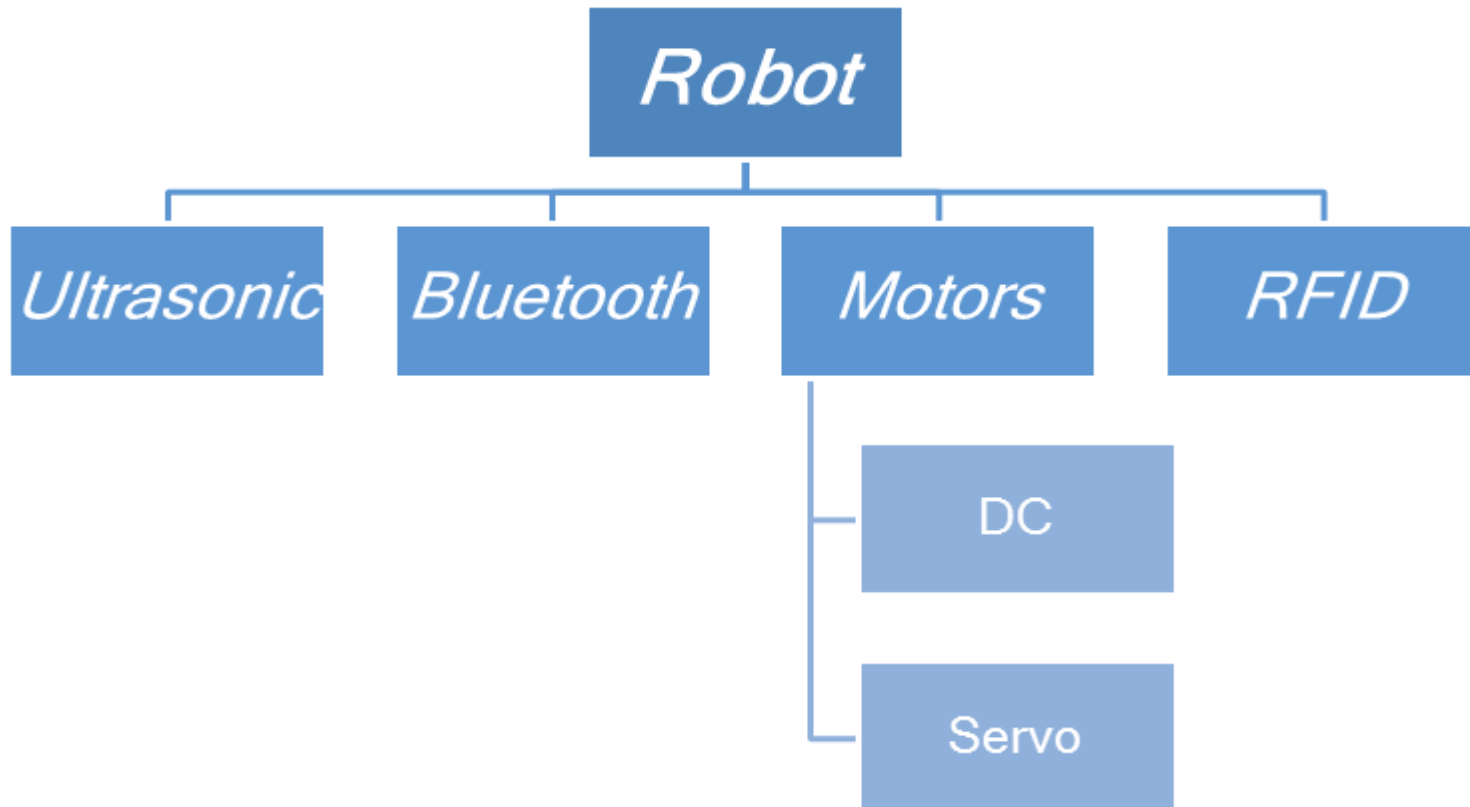 Robot
Ultrasonic
Bluetooth
Motors
RFID
DC
Servo